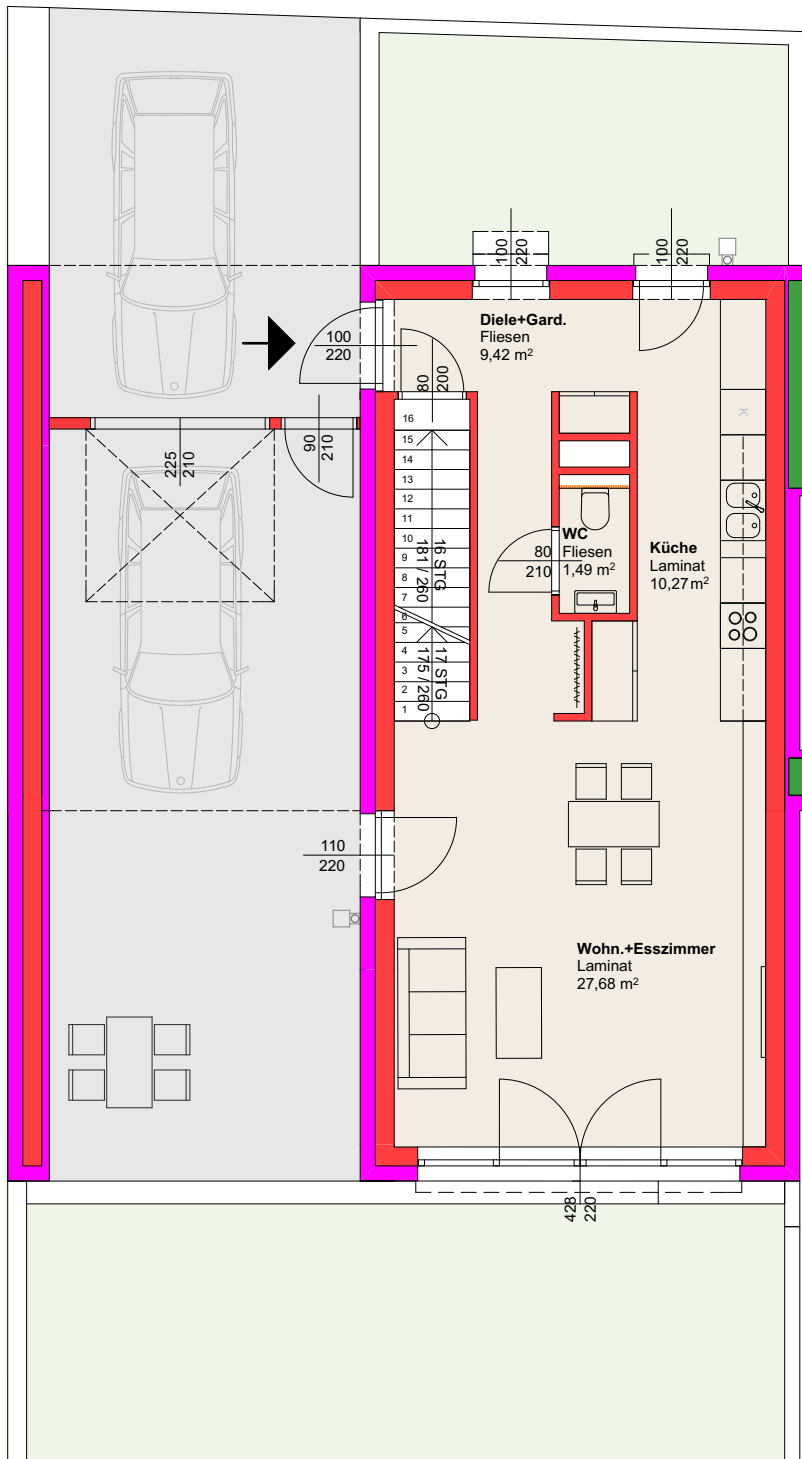 100
220
100
220
Diele+Gard.
Fliesen
9,42 m²
100
220
80
200
K
225
210
90
210
16
15
14
13
12
11
10
9
8
7
6
5
4
3
2
1
16 STG
181 / 260
17 STG
175 / 260
WC
Fliesen
1,49 m²
80
210
Küche
Laminat
10,27 m²
110
220
Wohn.+Esszimmer
Laminat
27,68 m²
428
220